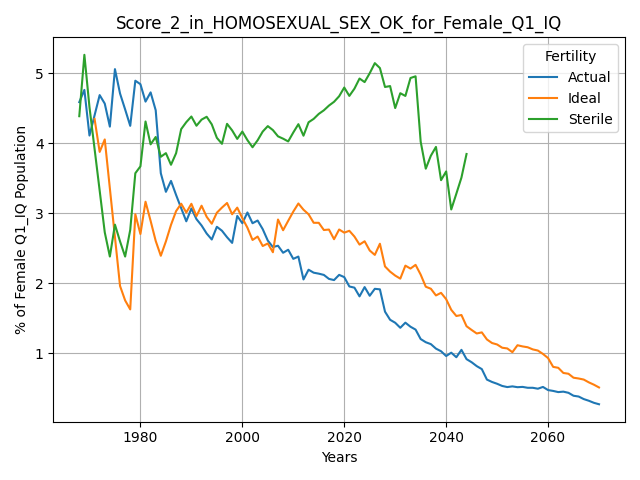 Score_2_in_HOMOSEXUAL_SEX_OK_for_Female_Q1_IQ
Fertility
Actual
Ideal
Sterile
% of Female Q1_IQ Population
5
4
3
2
1
1980 2000 2020 2040 2060
Years